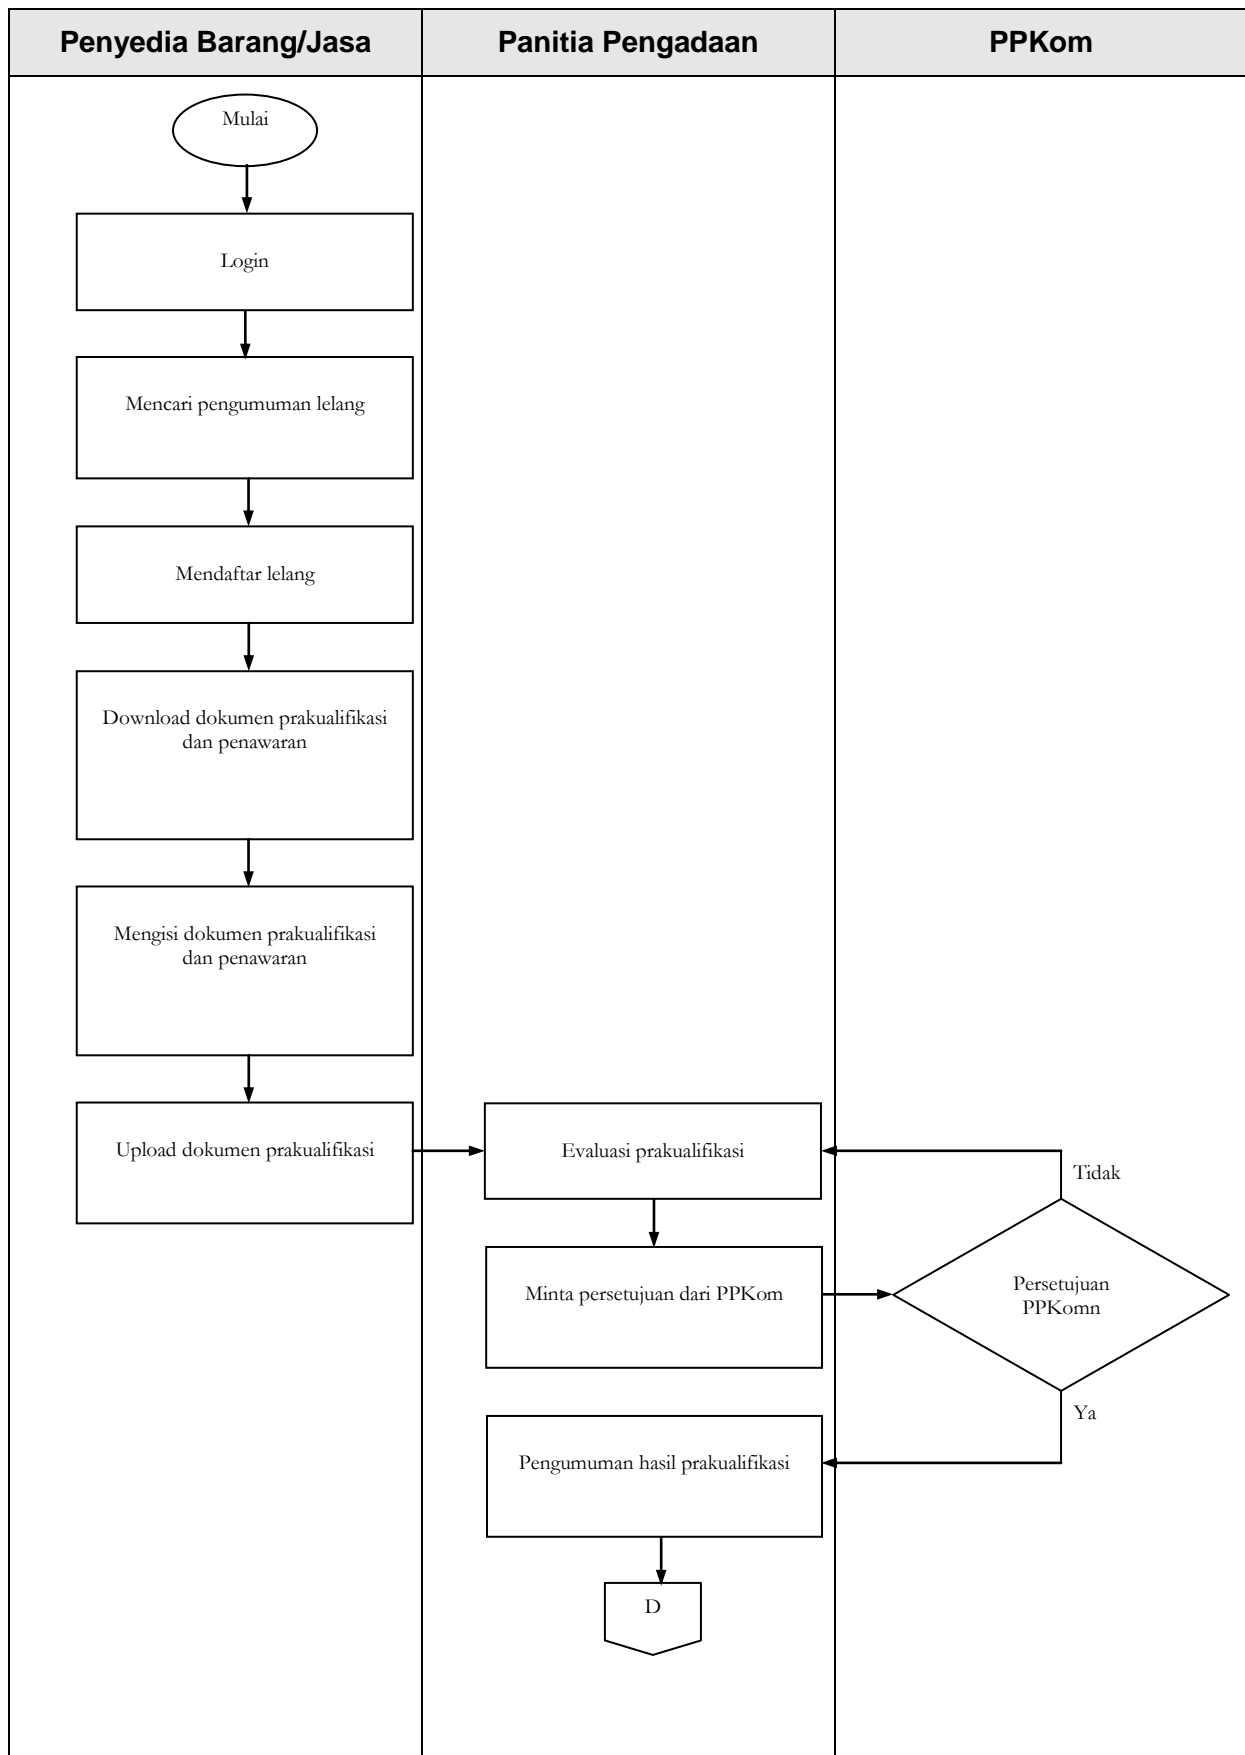 Penyedia Barang/Jasa
Panitia Pengadaan
PPKom
Mulai
Login
Mencari pengumuman lelang
Mendaftar lelang
Download dokumen prakualifikasi
dan penawaran
Mengisi dokumen prakualifikasi
dan penawaran
Upload dokumen prakualifikasi
Evaluasi prakualifikasi
Tidak
Minta persetujuan dari PPKom
Persetujuan
PPKomn
Ya
Pengumuman hasil prakualifikasi
D